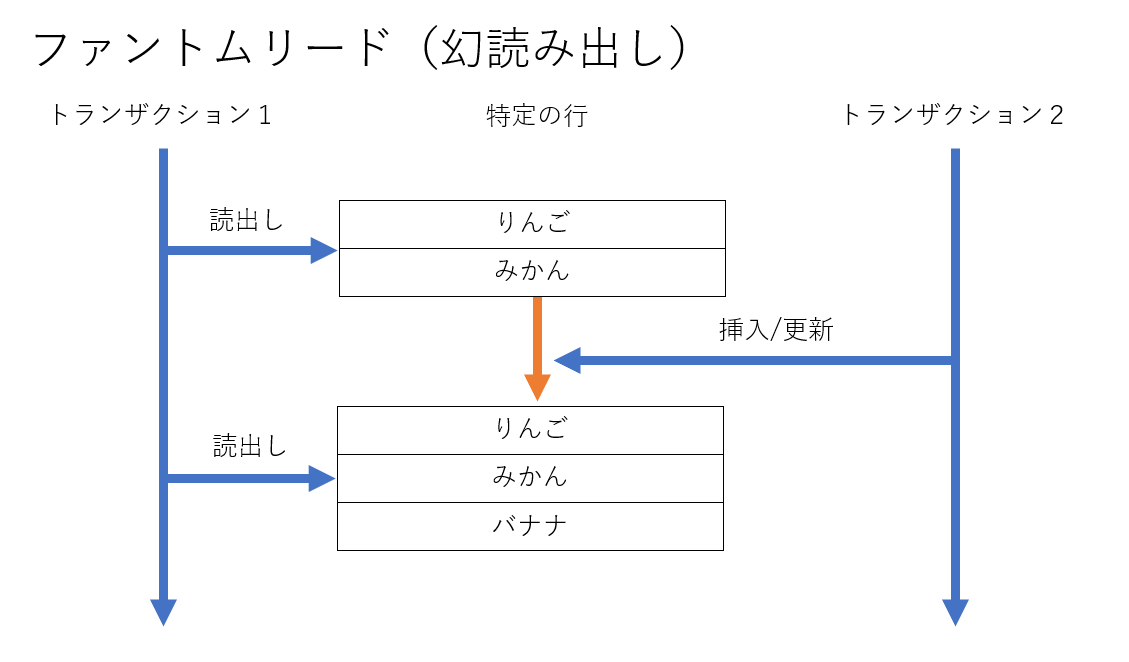 ファントムリード（幻読み出し）
トランザクション１
特定の行
トランザクション２
読出し
りんご
みかん
挿入/更新
読出し
りんご
みかん
バナナ